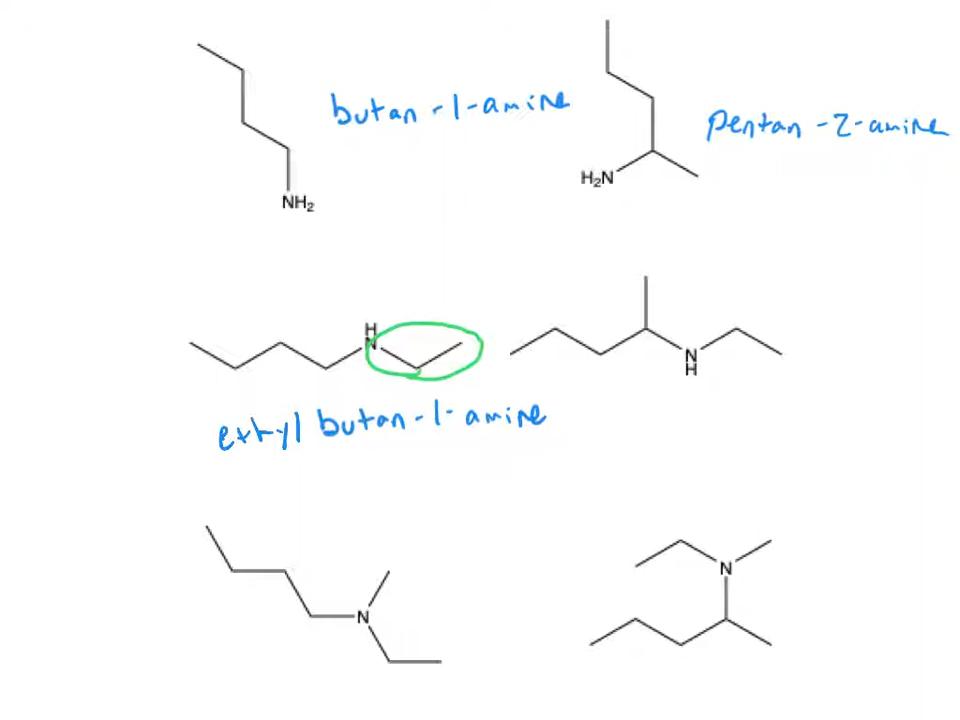 butan-1-amine
pentan-2-amine
NH₂
H₂N
H
N
N
H
ethyl butan-1-amine
N
N